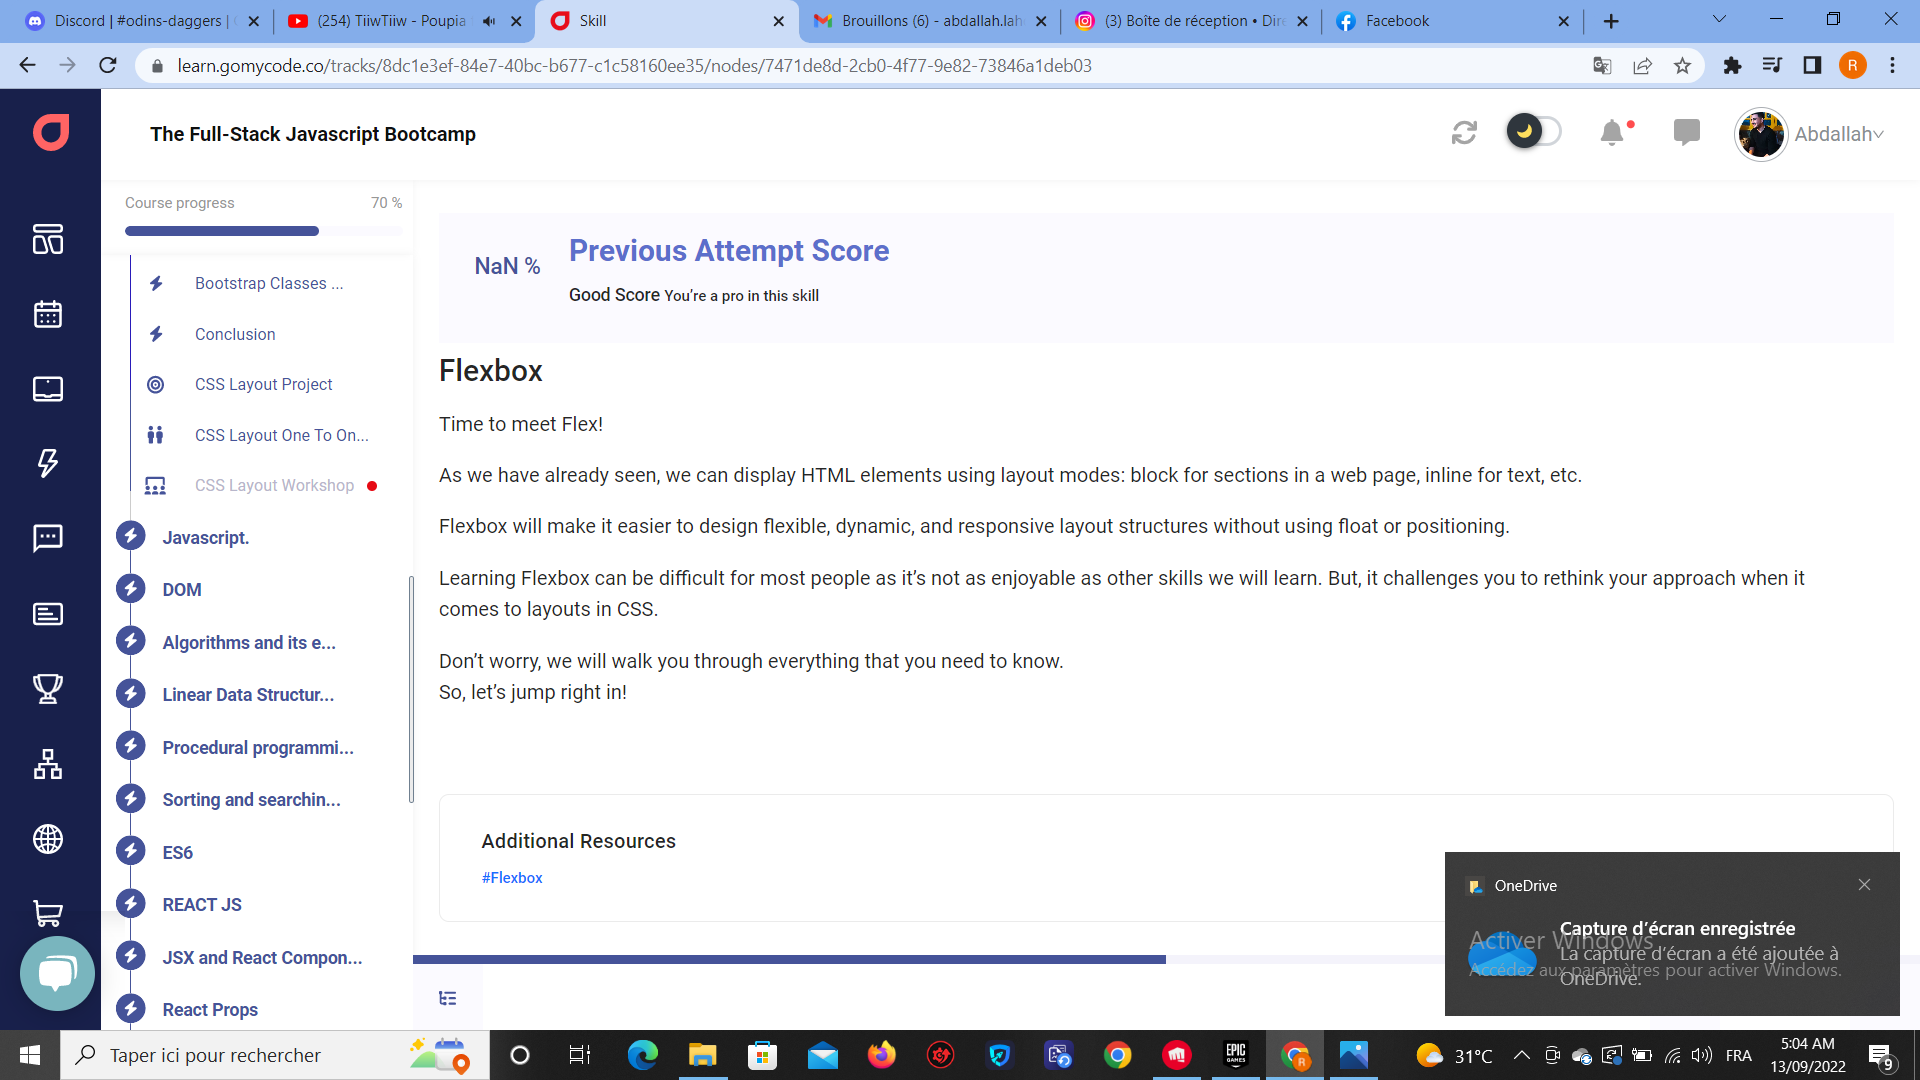 Discord | #odins-daggers |
(254) TiiwTiiw - Poupia
Skill
Brouillons (6) - abdallah.lah
(3) Boîte de réception • Dire
Facebook
learn.gomycode.co/tracks/8dc1e3ef-84e7-40bc-b677-c1c58160ee35/nodes/7471de8d-2cb0-4f77-9e82-73846a1deb03
R
The Full-Stack Javascript Bootcamp
Abdallah
Course progress
70 %
Bootstrap Classes ...
Conclusion
CSS Layout Project
CSS Layout One To On...
CSS Layout Workshop
Javascript.
DOM
Algorithms and its e...
Linear Data Structur...
Procedural programmi...
Sorting and searchin...
ES6
REACT JS
JSX and React Compon...
React Props
NaN %
Previous Attempt Score
Good Score You’re a pro in this skill
Flexbox
Time to meet Flex!
As we have already seen, we can display HTML elements using layout modes: block for sections in a web page, inline for text, etc.
Flexbox will make it easier to design flexible, dynamic, and responsive layout structures without using float or positioning.
Learning Flexbox can be difficult for most people as it’s not as enjoyable as other skills we will learn. But, it challenges you to rethink your approach when it
comes to layouts in CSS.
Don’t worry, we will walk you through everything that you need to know.
So, let’s jump right in!
Additional Resources
#Flexbox
OneDrive
Capture d’écran enregistrée
La capture d’écran a été ajoutée à
OneDrive.
Activer Windows
Accédez aux paramètres pour activer Windows.
Taper ici pour rechercher
EPIC
GAMES
R
31°C
FRA
5:04 AM
13/09/2022
9